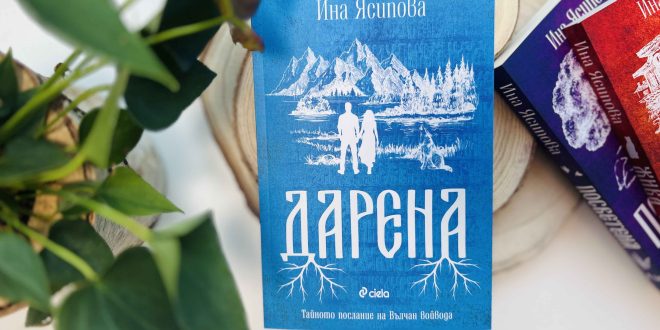 Ина Ясипова
ДАРЕНА
ciela
Тайното послание на Вълчан войвода
Ина Ясипова
Ина Ясипова